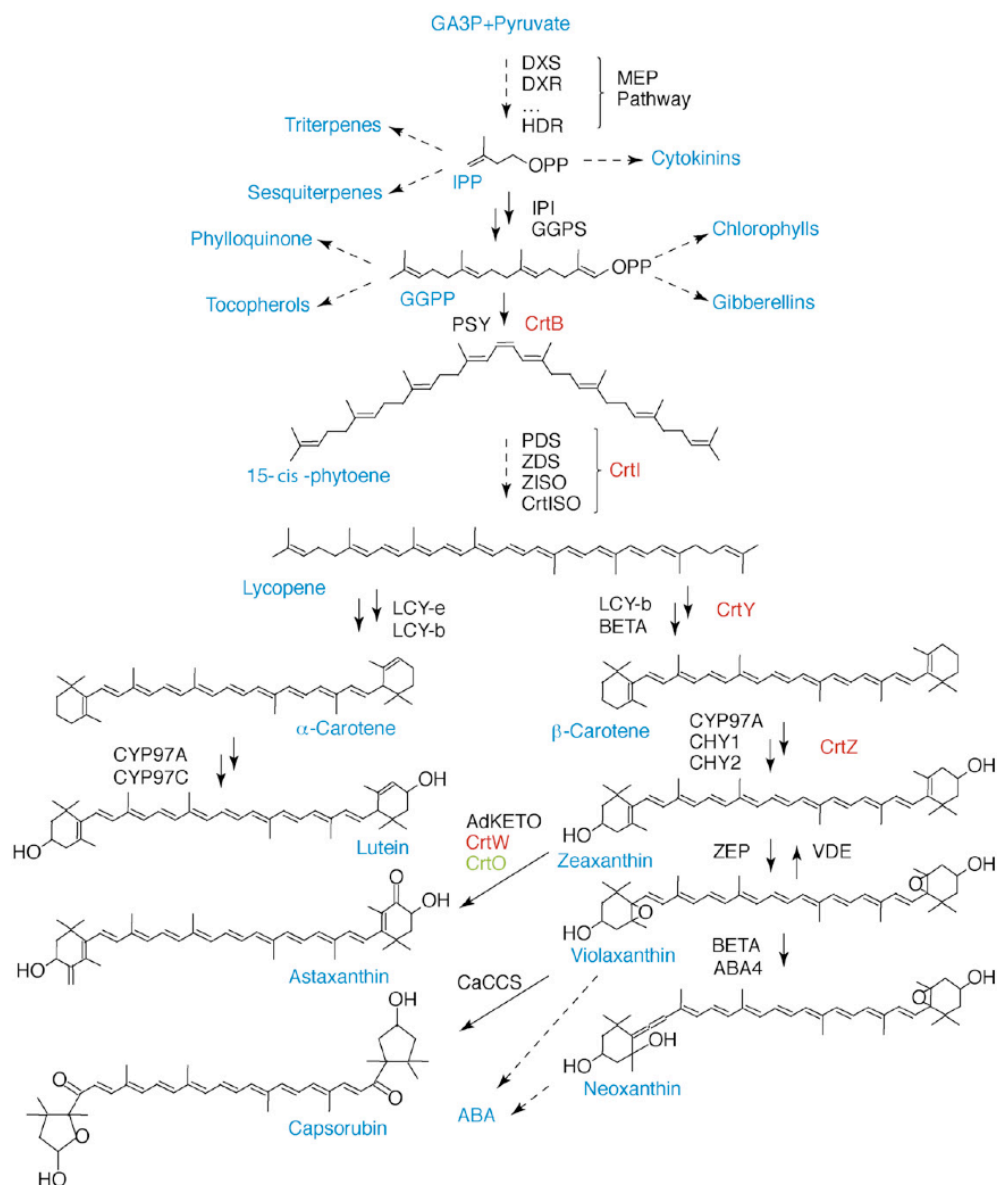 GA3P+Pyruvate
DXS
DXR
...
HDR
MEP
Pathway
Triterpenes
OPP
Cytokinins
IPP
Sesquiterpenes
IPI
GGPS
Phylloquinone
Chlorophylls
OPP
Tocopherols
GGPP
Gibberellins
PSY
CrtB
15-cis -phytoene
PDS
ZDS
ZISO
CrtISO
CrtI
Lycopene
LCY-e
LCY-b
LCY-b
BETA
CrtY
α-Carotene
β-Carotene
CYP97A
CYP97C
CYP97A
CHY1
CHY2
CrtZ
OH
HO
Lutein
OH
HO
Zeaxanthin
AdKETO
CrtW
CrtO
ZEP
VDE
O
OH
HO
Astaxanthin
O
OH
O
HO
Violaxanthin
BETA
ABA4
CaCCS
OH
O
OH
OH
HO
Neoxanthin
O
O
O
HO
Capsorubin
ABA